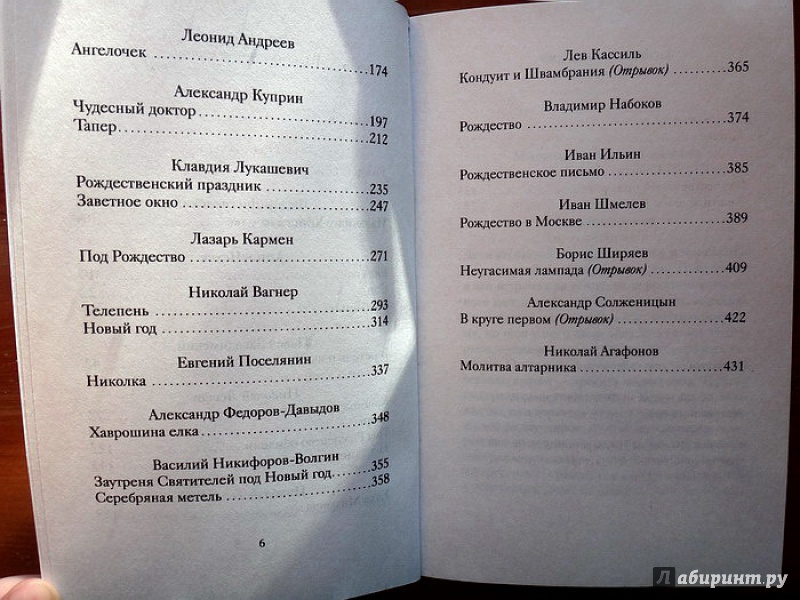 Леонид Андреев
Ангелочек ........................................ 174
Александр Куприн
Чудесный доктор ........................................ 197
Тапер ........................................ 212
Клавдия Лукашевич
Рождественский праздник ........................................ 235
Заветное окно ........................................ 247
Лазарь Кармен
Под Рождество ........................................ 271
Николай Вагнер
Телепень ........................................ 293
Новый год ........................................ 314
Евгений Поселянин
Николка ........................................ 337
Александр Федоров-Давыдов
Хаврошина елка ........................................ 348
Василий Никифоров-Волгин
Заутреня Святителей под Новый год ........................................ 355
Серебряная метель ........................................ 358
6
Лев Кассиль
Кондуит и Швамбрания (Отрывок) ........................................ 365
Владимир Набоков
Рождество ........................................ 374
Иван Ильин
Рождественское письмо ........................................ 385
Иван Шмелев
Рождество в Москве ........................................ 389
Борис Ширяев
Неугасимая лампада (Отрывок) ........................................ 409
Александр Солженицын
В круге первом (Отрывок) ........................................ 422
Николай Агафонов
Молитва алтарника ........................................ 431
Лабиринт.ру